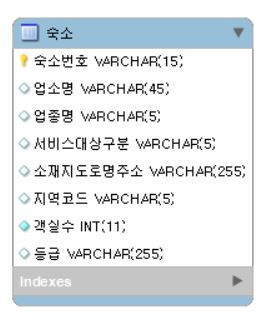 숙소
숙소번호 VARCHAR(15)
업소명 VARCHAR(45)
업종명 VARCHAR(5)
서비스대상구분 VARCHAR(5)
소재지도로명주소 VARCHAR(255)
지역코드 VARCHAR(5)
객실수 INT(11)
등급 VARCHAR(255)
Indexes